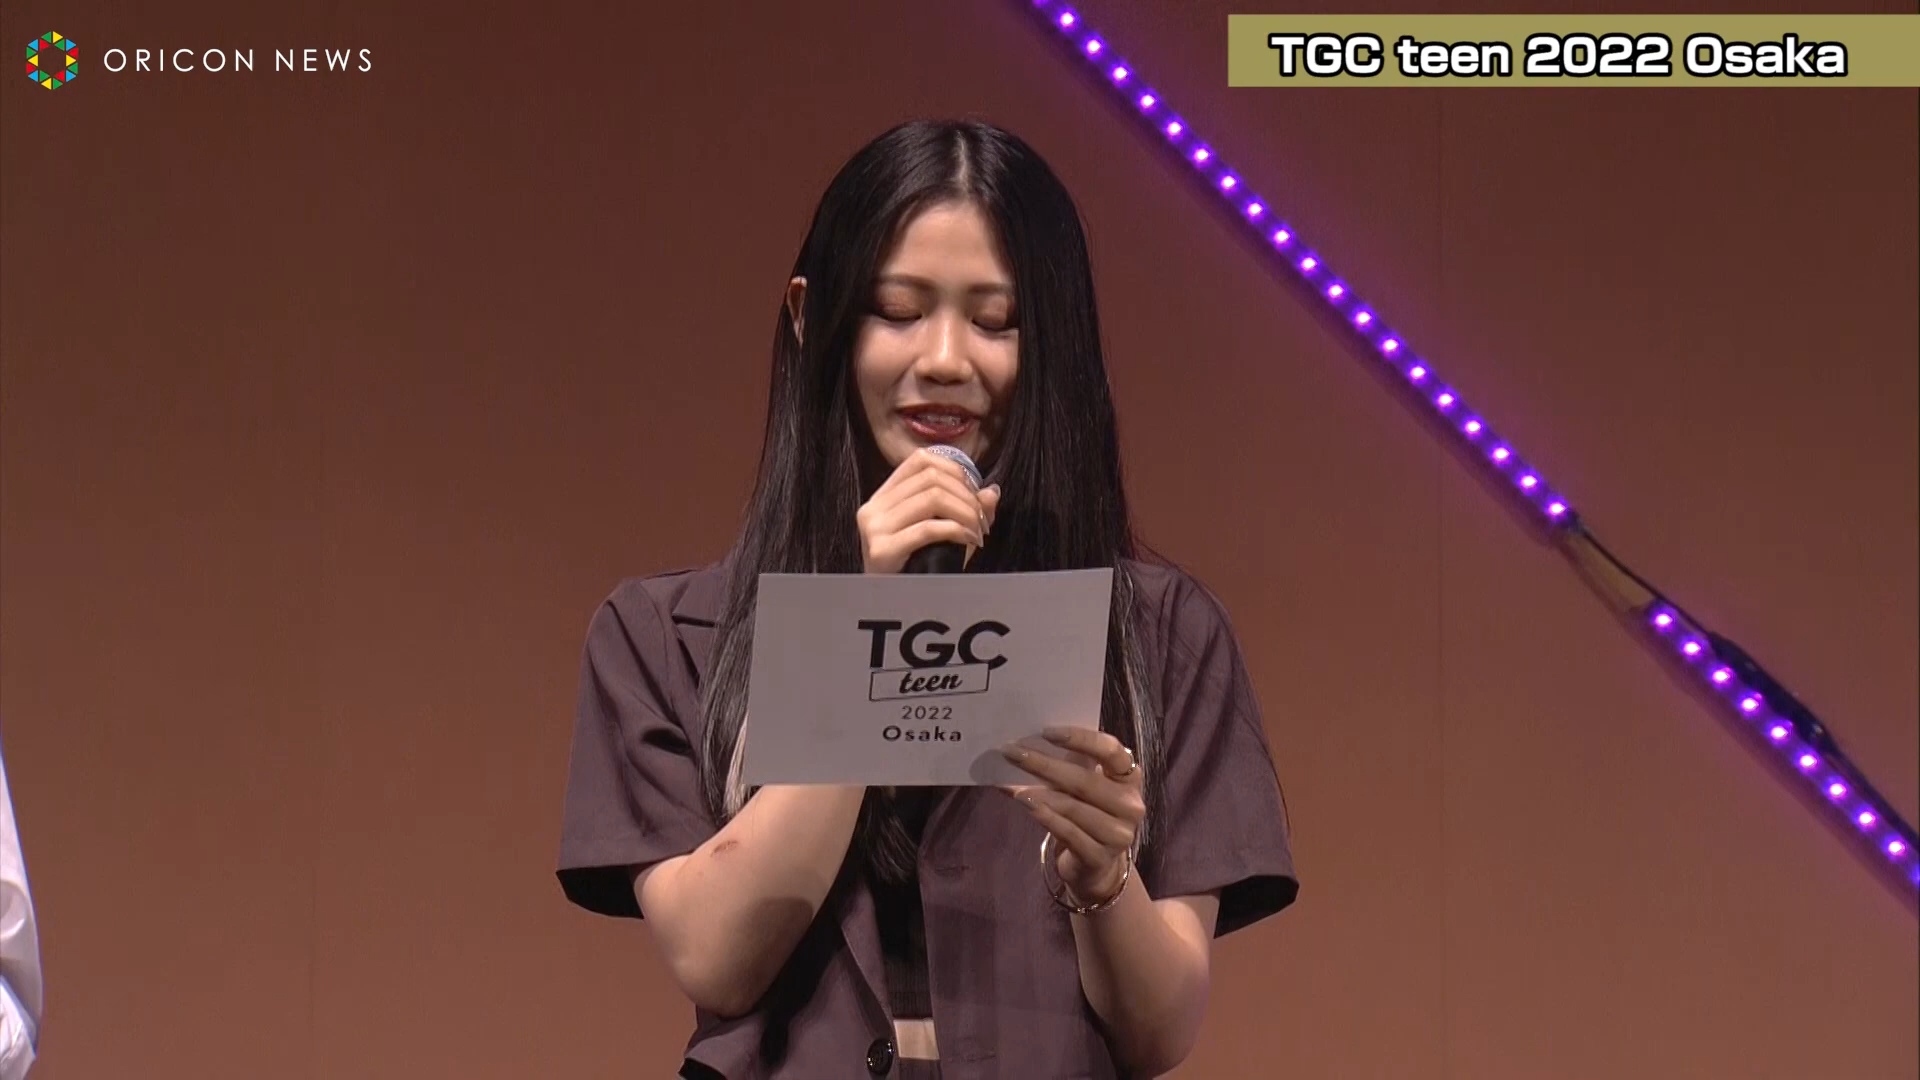 ORICON NEWS
TGC teen 2022 Osaka
TGC
teen
2022
Osaka